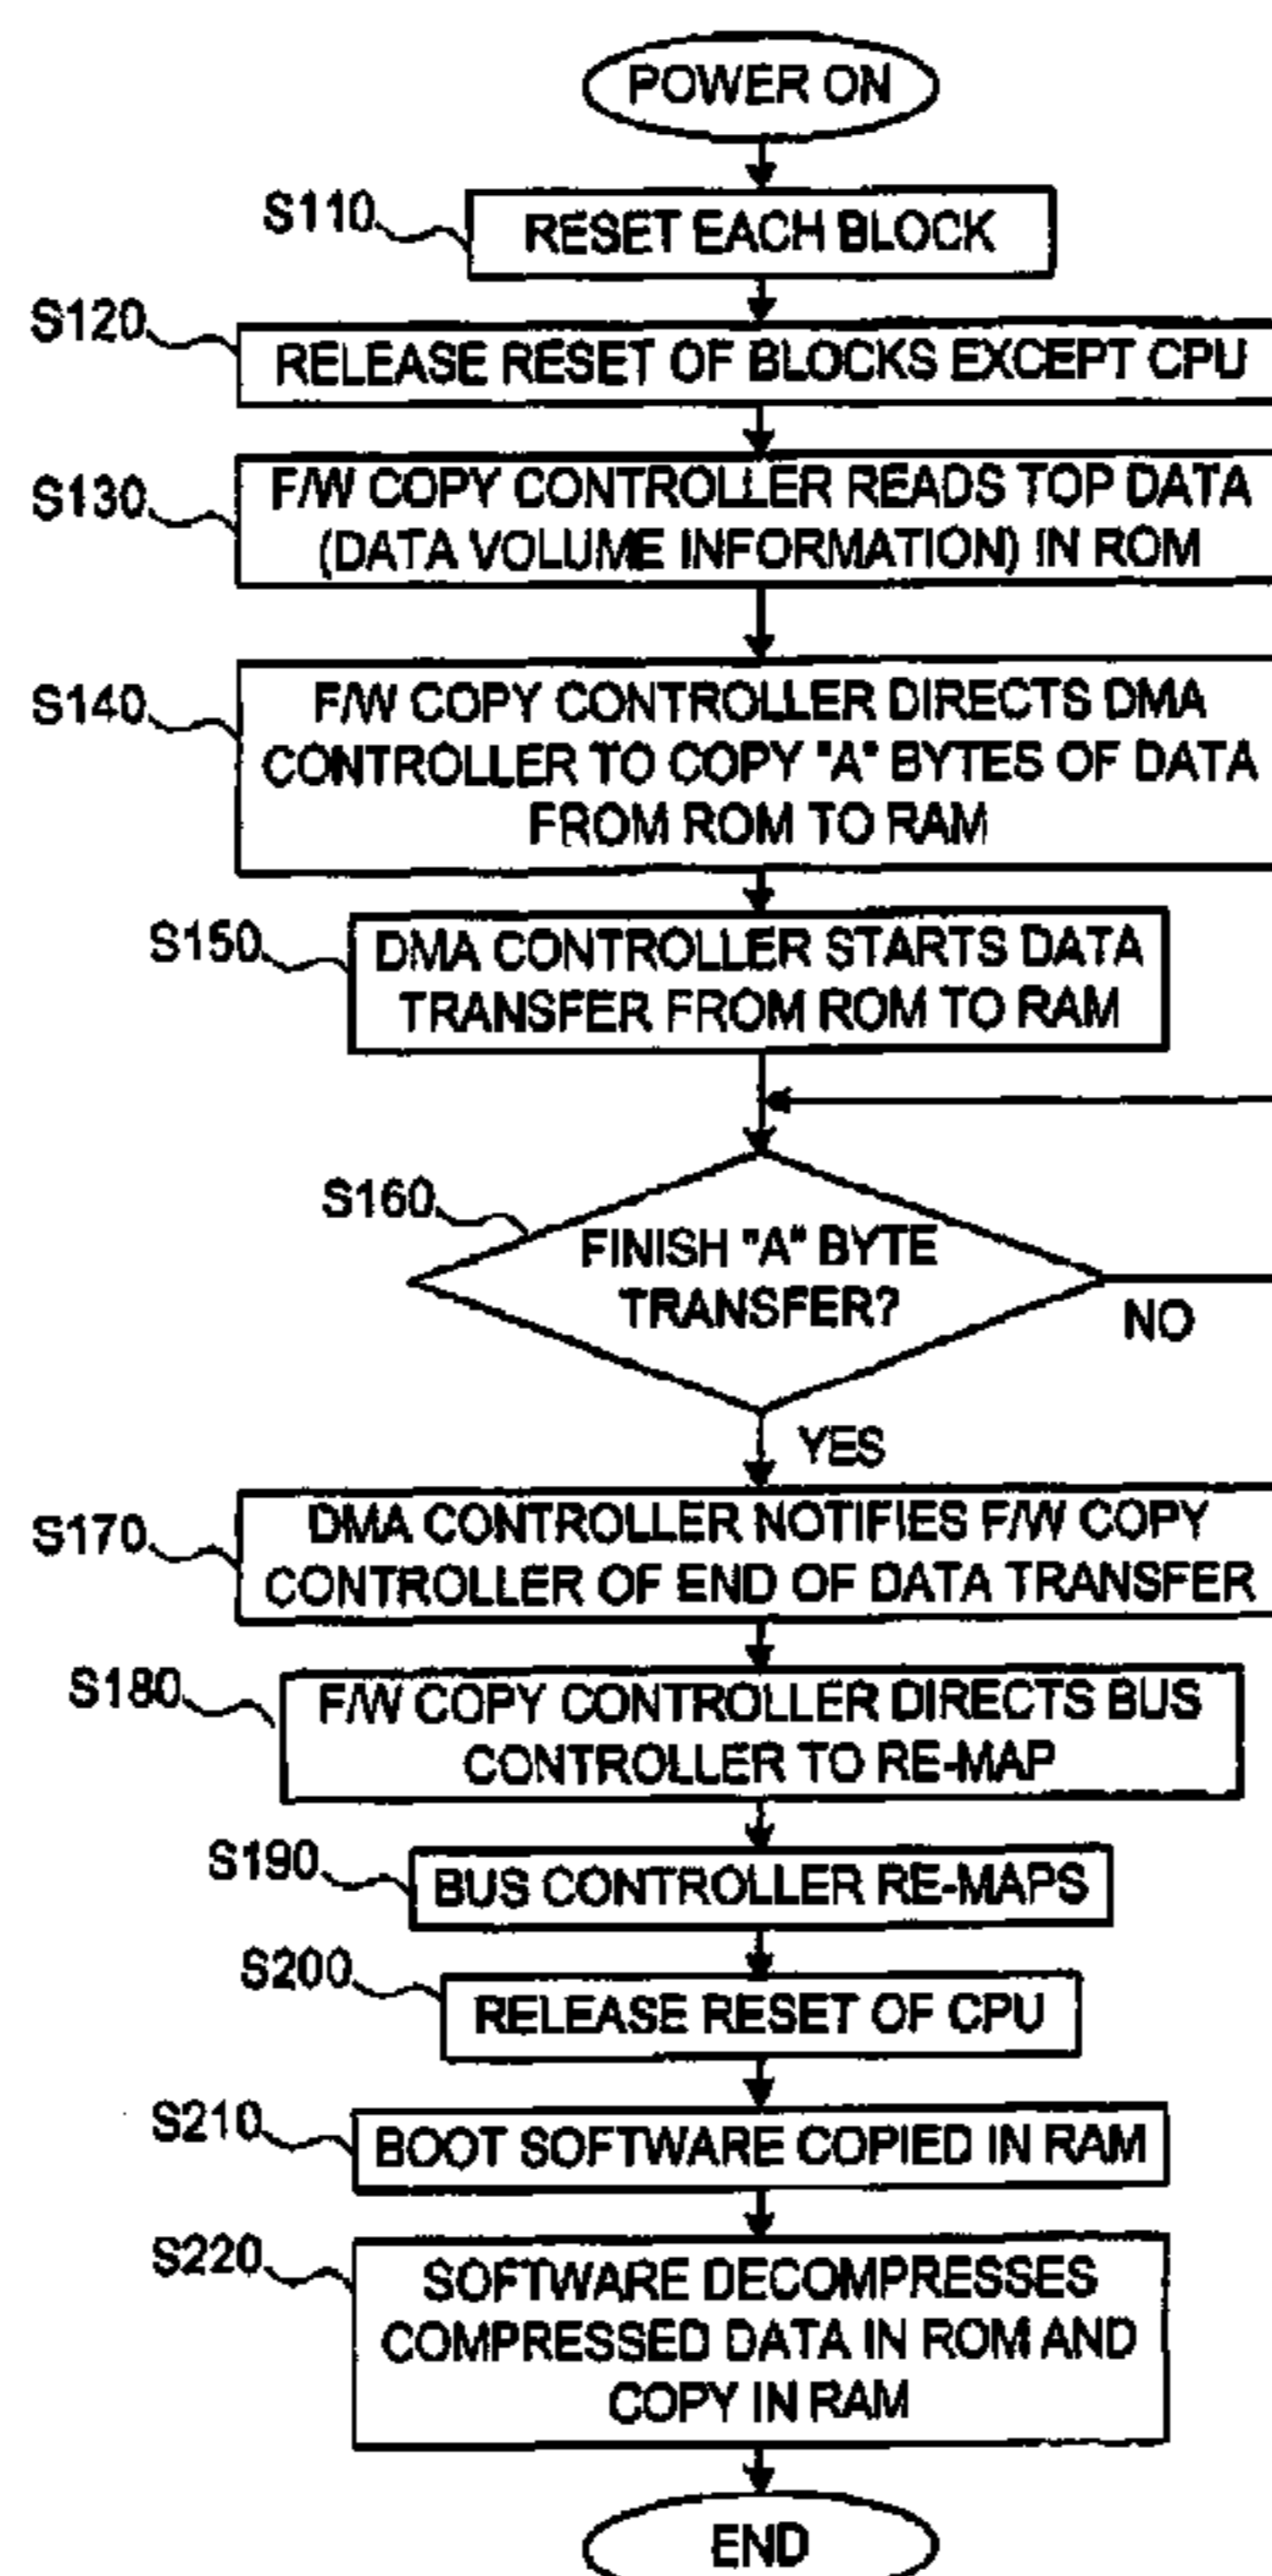 POWER ON
S110
RESET EACH BLOCK
S120
RELEASE RESET OF BLOCKS EXCEPT CPU
S130
F/W COPY CONTROLLER READS TOP DATA
(DATA VOLUME INFORMATION) IN ROM
S140
F/W COPY CONTROLLER DIRECTS DMA
CONTROLLER TO COPY "A" BYTES OF DATA
FROM ROM TO RAM
S150
DMA CONTROLLER STARTS DATA
TRANSFER FROM ROM TO RAM
S160
FINISH "A" BYTE
TRANSFER?
NO
YES
S170
DMA CONTROLLER NOTIFIES F/W COPY
CONTROLLER OF END OF DATA TRANSFER
S180
F/W COPY CONTROLLER DIRECTS BUS
CONTROLLER TO RE-MAP
S190
BUS CONTROLLER RE-MAPS
S200
RELEASE RESET OF CPU
S210
BOOT SOFTWARE COPIED IN RAM
S220
SOFTWARE DECOMPRESSES
COMPRESSED DATA IN ROM AND
COPY IN RAM
END